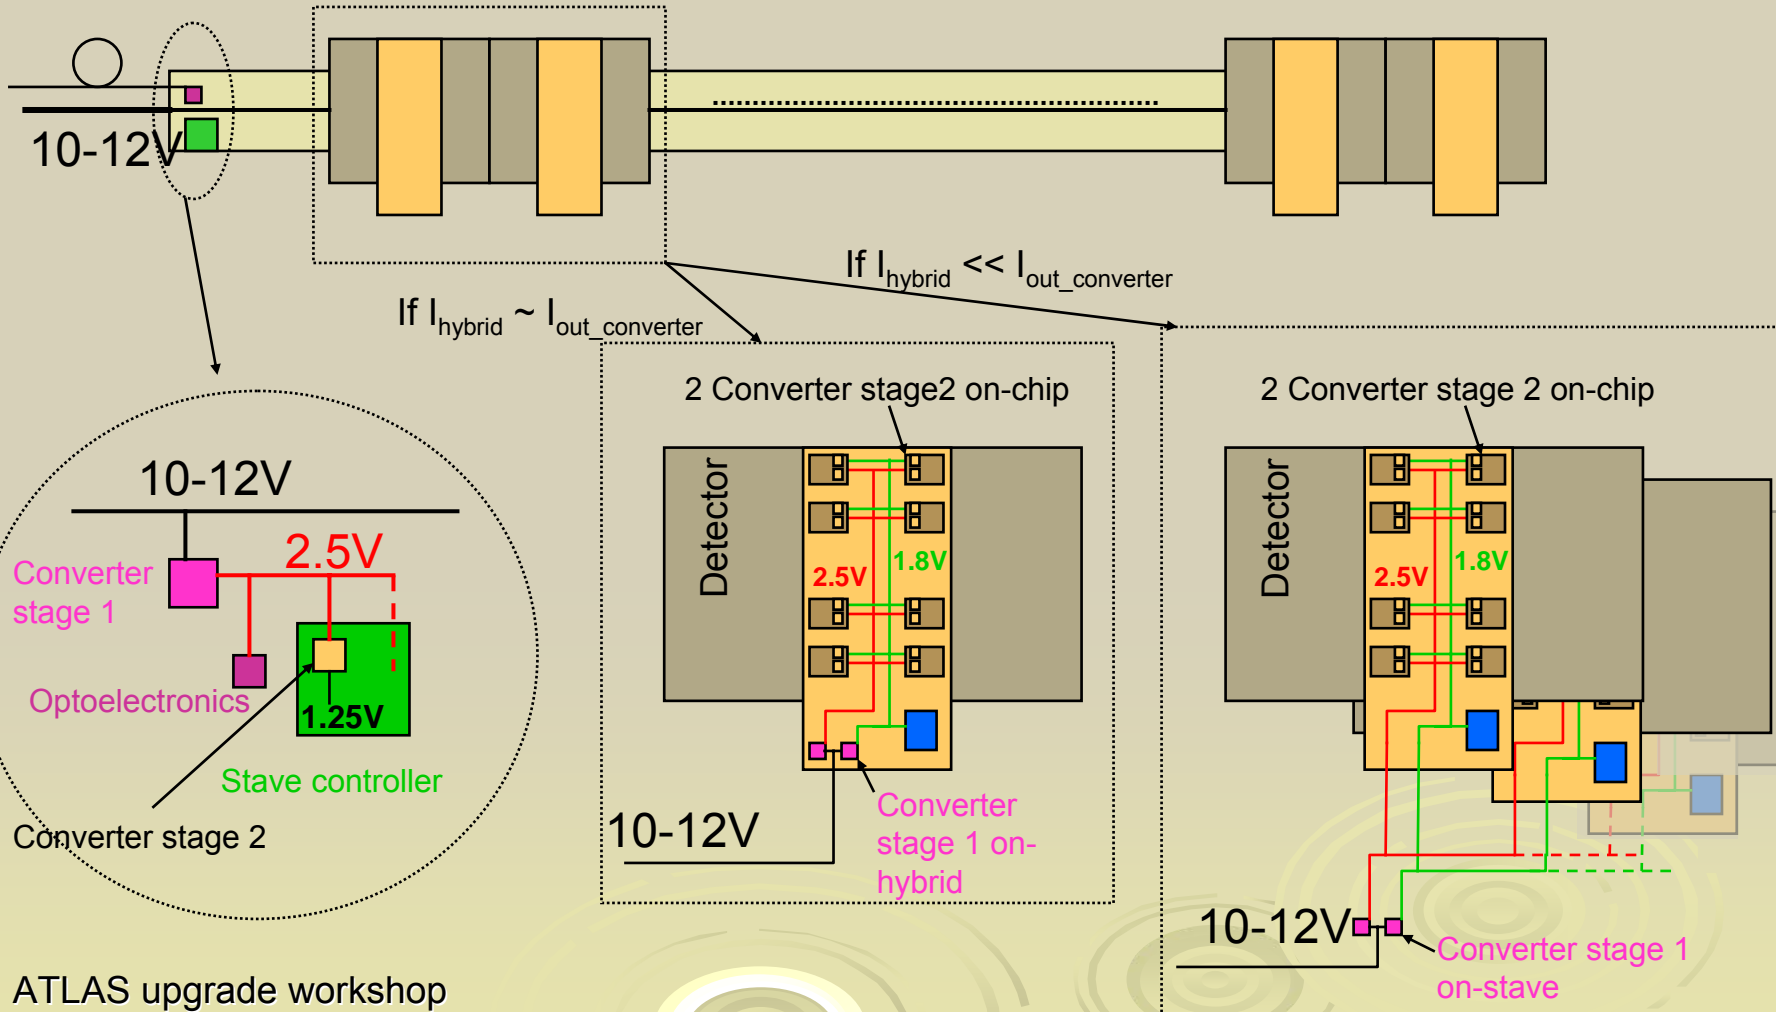 10-12V
If I_hybrid << I_out_converter
If I_hybrid ~ I_out_converter
10-12V
2.5V
Converter
stage 1
Optoelectronics
1.25V
Stave controller
Converter stage 2
2 Converter stage2 on-chip
Detector
2.5V
1.8V
10-12V
Converter
stage 1 on-
hybrid
2 Converter stage 2 on-chip
Detector
2.5V
1.8V
10-12V
Converter stage 1
on-stave
ATLAS upgrade workshop